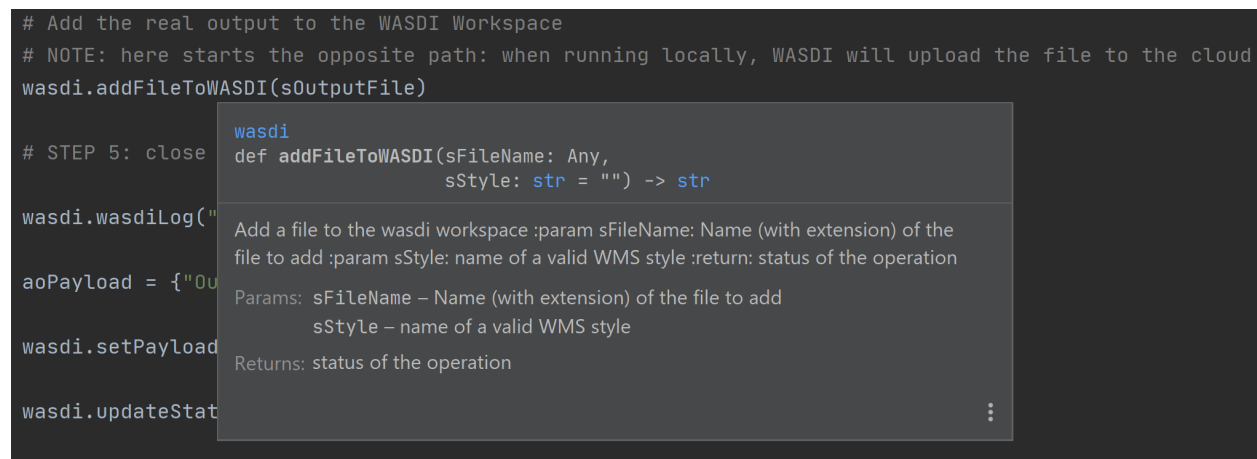 # Add the real output to the WASDI Workspace
# NOTE: here starts the opposite path: when running locally, WASDI will upload the file to the cloud
wasdi.addFileToWASDI(sOutputFile)
wasdi
def addFileToWASDI(sFileName: Any,
sStyle: str = "") -> str
# STEP 5: close
wasdi.wasdiLog("
Add a file to the wasdi workspace :param sFileName: Name (with extension) of the
file to add :param sStyle: name of a valid WMS style :return: status of the operation
aoPayload = {"Ou
Params: sFileName – Name (with extension) of the file to add
sStyle – name of a valid WMS style
wasdi.setPayload
Returns: status of the operation
wasdi.updateStat